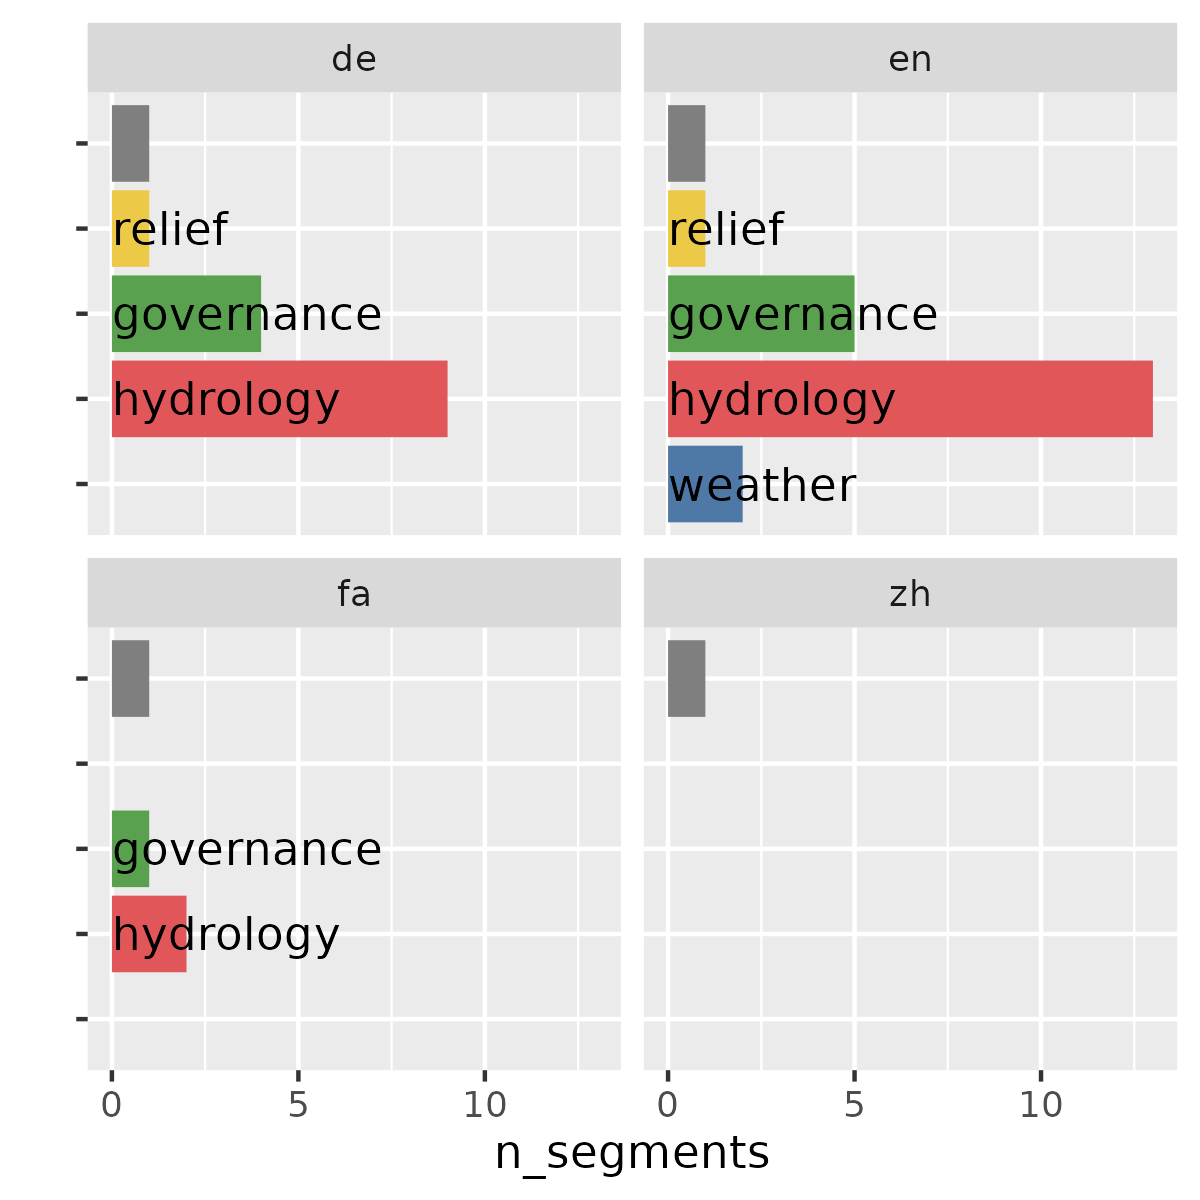 de
relief
governance
hydrology
en
relief
governance
hydrology
weather
fa
governance
hydrology
zh
0 5 10
0 5 10
n_segments